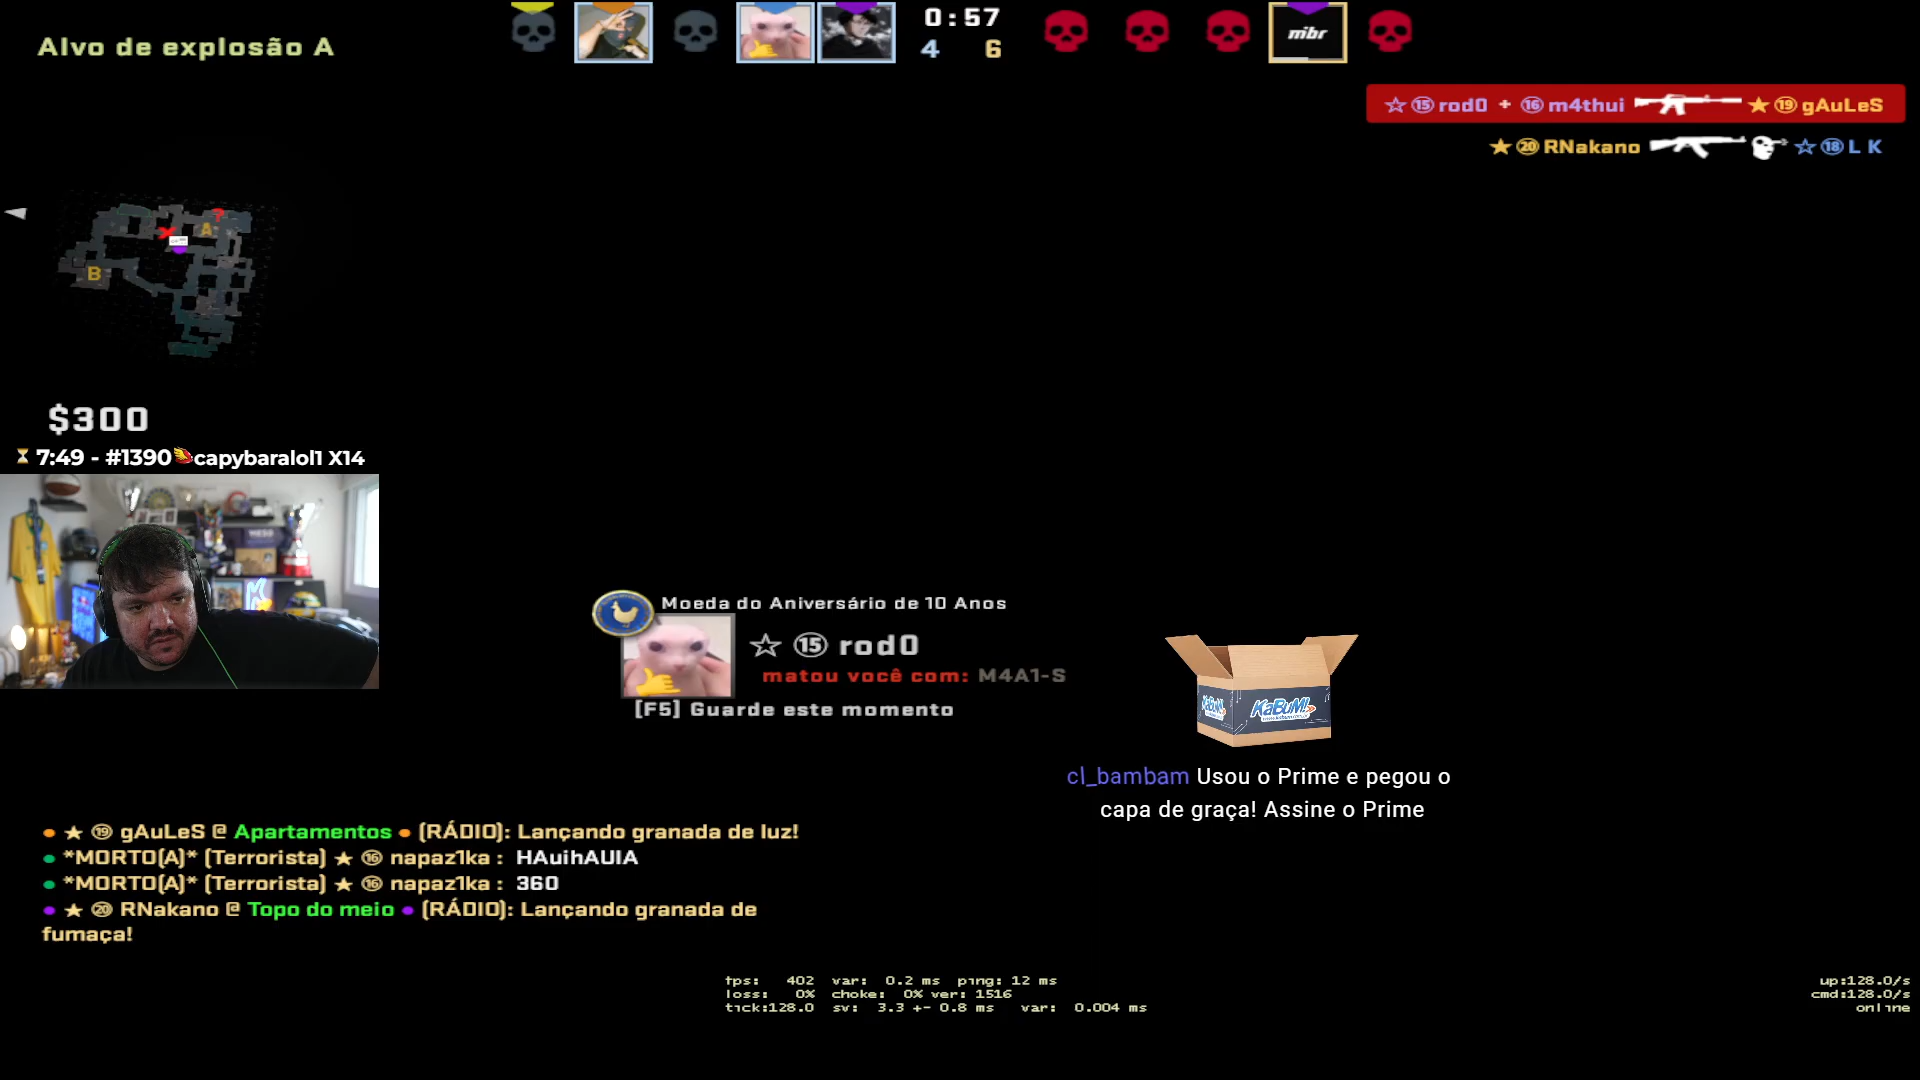 Alvo de explosão A
0:57
4 6
mibr
☆ ⑮ rod0 + ⑯ m4thui ★ ⑲ gAuLeS
★ ⑳ RNakano ☆ ⑱ L K
?
A
B
$300
7:49 - #1390 capybaralol1 X14
Moeda do Aniversário de 10 Anos
☆ ⑮ rod0
matou você com: M4A1-S
[F5] Guarde este momento
KaBuM!
cl_bambam Usou o Prime e pegou o
capa de graça! Assine o Prime
● ★ ⑲ gAuLeS @ Apartamentos ● (RÁDIO): Lançando granada de luz!
● *MORTO(A)* (Terrorista) ★ ⑯ napaz1ka : HAuihAUIA
● *MORTO(A)* (Terrorista) ★ ⑯ napaz1ka : 360
● ★ ⑳ RNakano @ Topo do meio ● (RÁDIO): Lançando granada de
fumaça!
fps: 402 var: 0.2 ms ping: 12 ms
loss: 0% choke: 0% ver: 1516
tick:128.0 sv: 3.3 +- 0.8 ms var: 0.004 ms
up:128.0/s
cmd:128.0/s
online